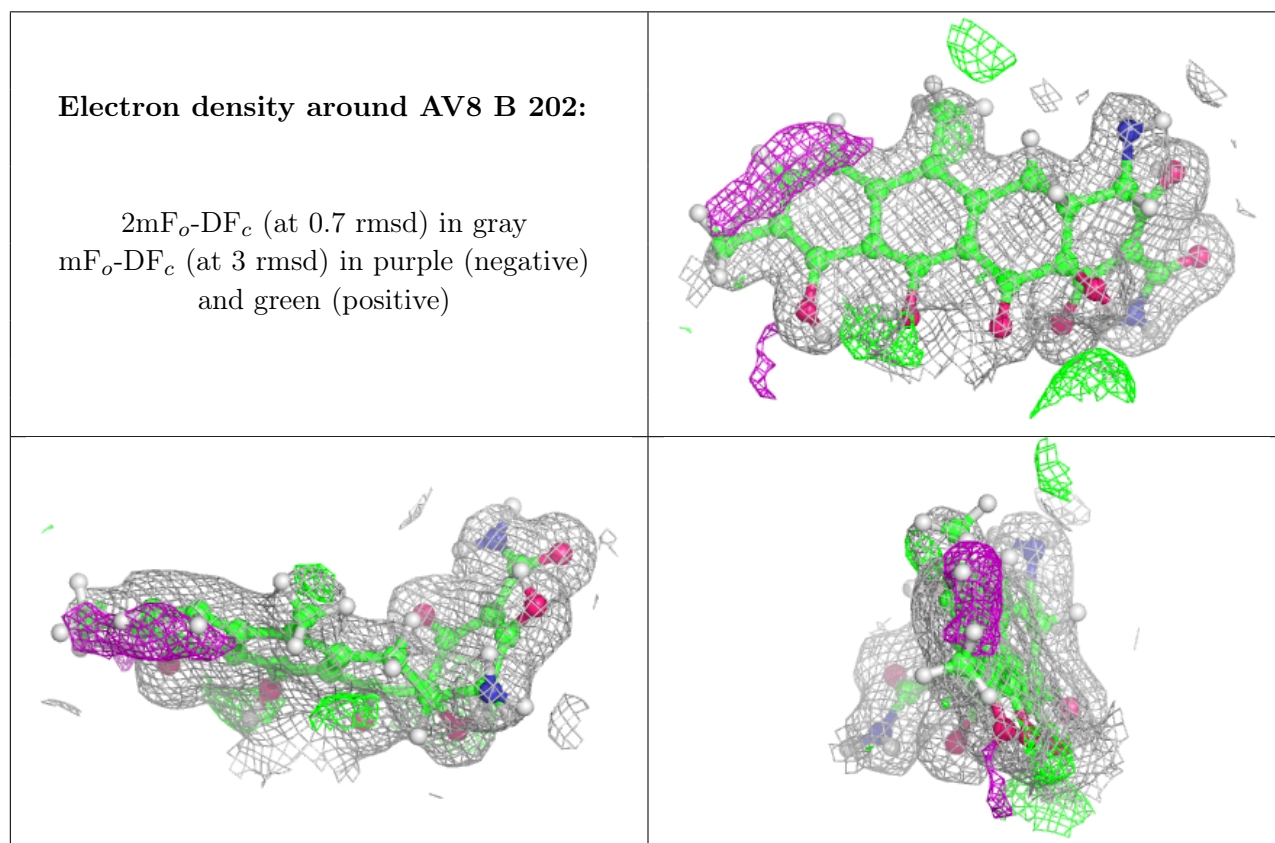 Electron density around AV8 B 202:
2mFo-DFc (at 0.7 rmsd) in gray
mFo-DFc (at 3 rmsd) in purple (negative)
and green (positive)